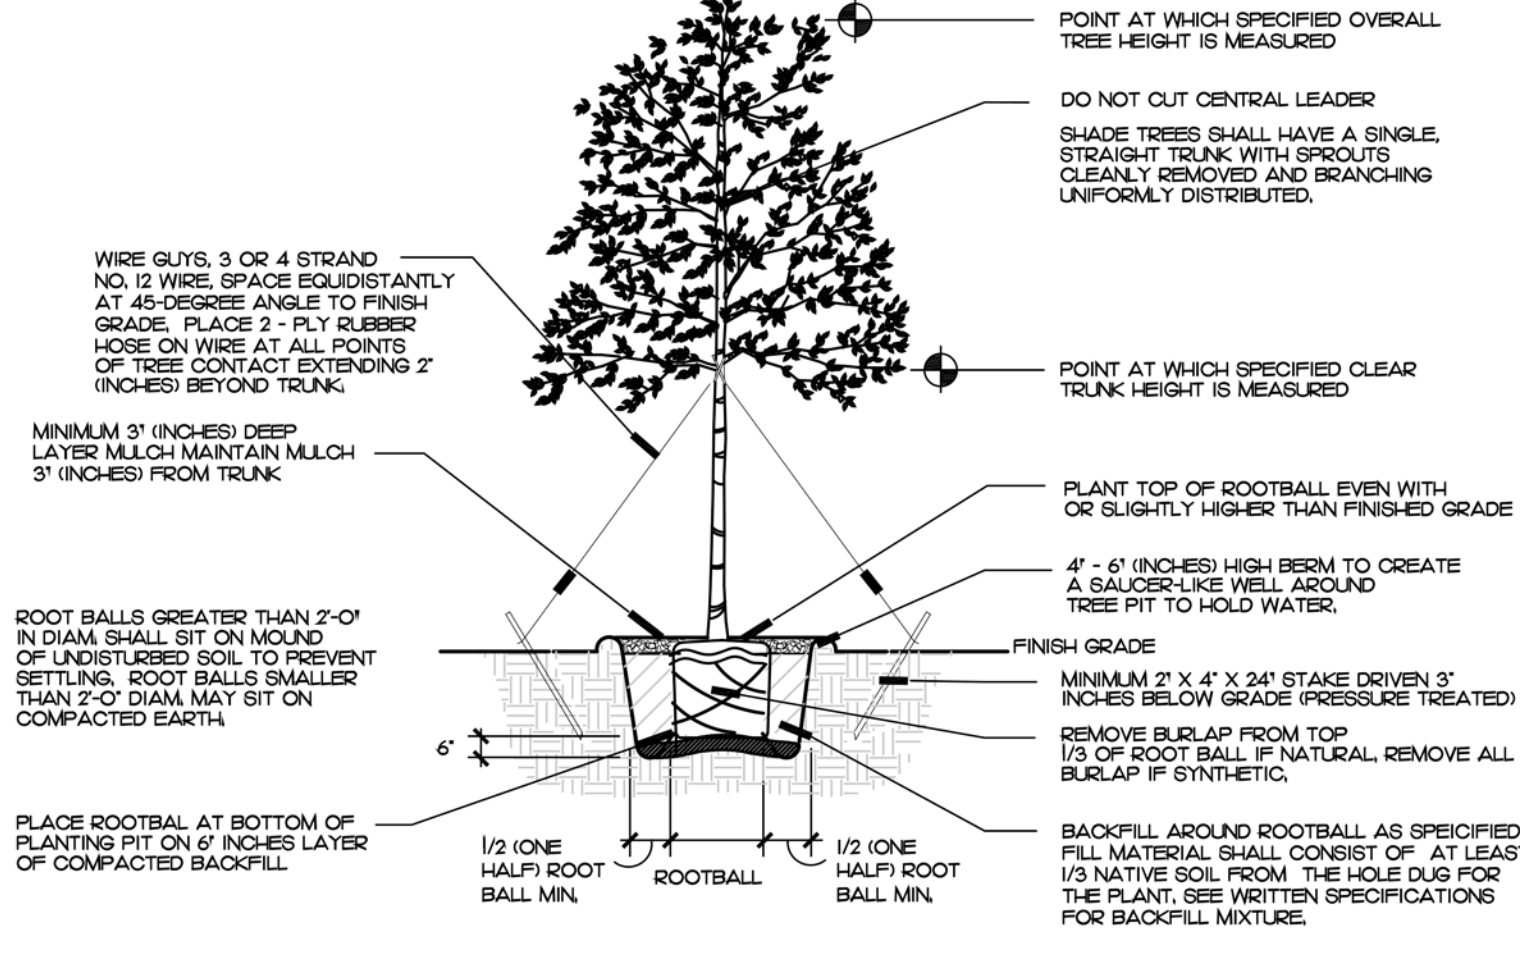 POINT AT WHICH SPECIFIED OVERALL
TREE HEIGHT IS MEASURED
DO NOT CUT CENTRAL LEADER
SHADE TREES SHALL HAVE A SINGLE,
STRAIGHT TRUNK WITH SPROUTS
CLEANLY REMOVED AND BRANCHING
UNIFORMLY DISTRIBUTED.
WIRE GUYS, 3 OR 4 STRAND
NO. 12 WIRE, SPACE EQUIDISTANTLY
AT 45-DEGREE ANGLE TO FINISH
GRADE. PLACE 2 - PLY RUBBER
HOSE ON WIRE AT ALL POINTS
OF TREE CONTACT EXTENDING 2"
(INCHES) BEYOND TRUNK.
POINT AT WHICH SPECIFIED CLEAR
TRUNK HEIGHT IS MEASURED
MINIMUM 3" (INCHES) DEEP
LAYER MULCH MAINTAIN MULCH
3" (INCHES) FROM TRUNK
PLANT TOP OF ROOTBALL EVEN WITH
OR SLIGHTLY HIGHER THAN FINISHED GRADE
4" - 6" (INCHES) HIGH BERM TO CREATE
A SAUCER-LIKE WELL AROUND
TREE PIT TO HOLD WATER.
ROOT BALLS GREATER THAN 2'-0"
IN DIAM. SHALL SIT ON MOUND
OF UNDISTURBED SOIL TO PREVENT
SETTLING. ROOT BALLS SMALLER
THAN 2'-0" DIAM. MAY SIT ON
COMPACTED EARTH.
FINISH GRADE
MINIMUM 2" X 4" X 24" STAKE DRIVEN 3"
INCHES BELOW GRADE (PRESSURE TREATED)
REMOVE BURLAP FROM TOP
1/3 OF ROOT BALL IF NATURAL, REMOVE ALL
BURLAP IF SYNTHETIC.
6"
PLACE ROOTBAL AT BOTTOM OF
PLANTING PIT ON 6" INCHES LAYER
OF COMPACTED BACKFILL
1/2 (ONE
HALF) ROOT
BALL MIN.
ROOTBALL
1/2 (ONE
HALF) ROOT
BALL MIN.
BACKFILL AROUND ROOTBALL AS SPEICIFIED
FILL MATERIAL SHALL CONSIST OF AT LEAS
1/3 NATIVE SOIL FROM THE HOLE DUG FOR
THE PLANT. SEE WRITTEN SPECIFICATIONS
FOR BACKFILL MIXTURE.